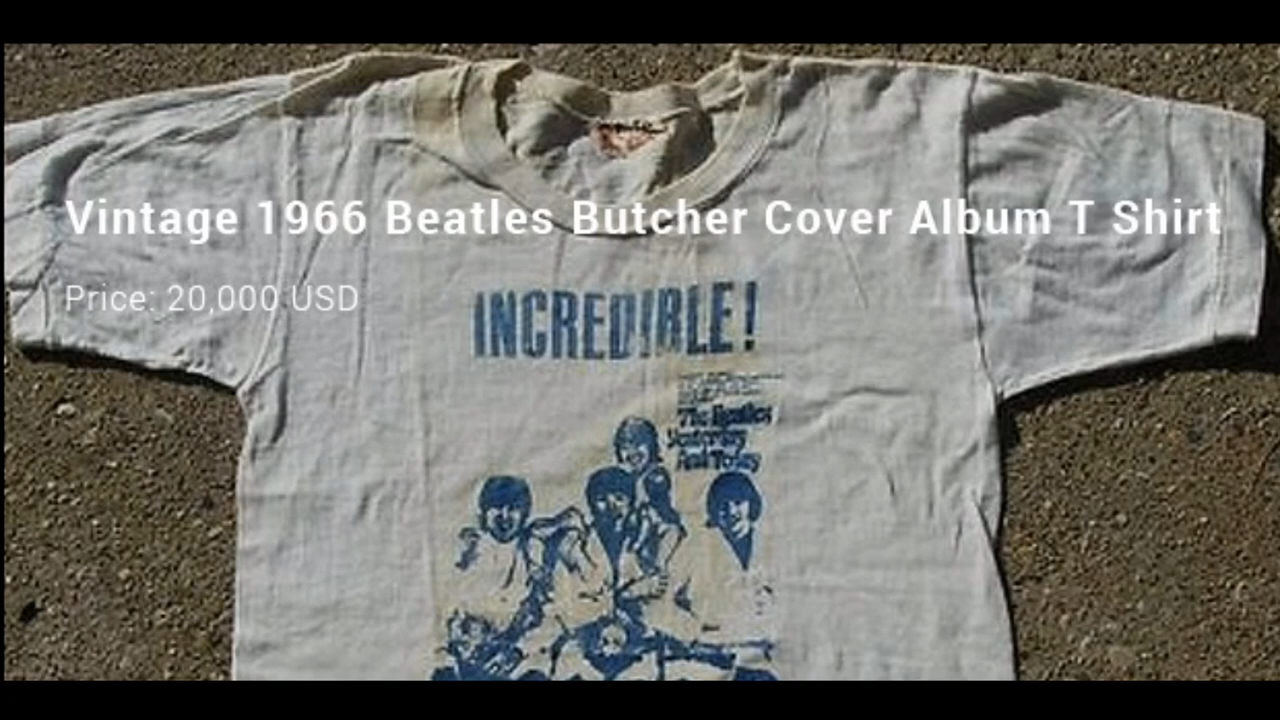 Vintage 1966 Beatles Butcher Cover Album T Shirt
Price: 20,000 USD
INCREDIBLE!
The Beatles
Yesterday
And Today